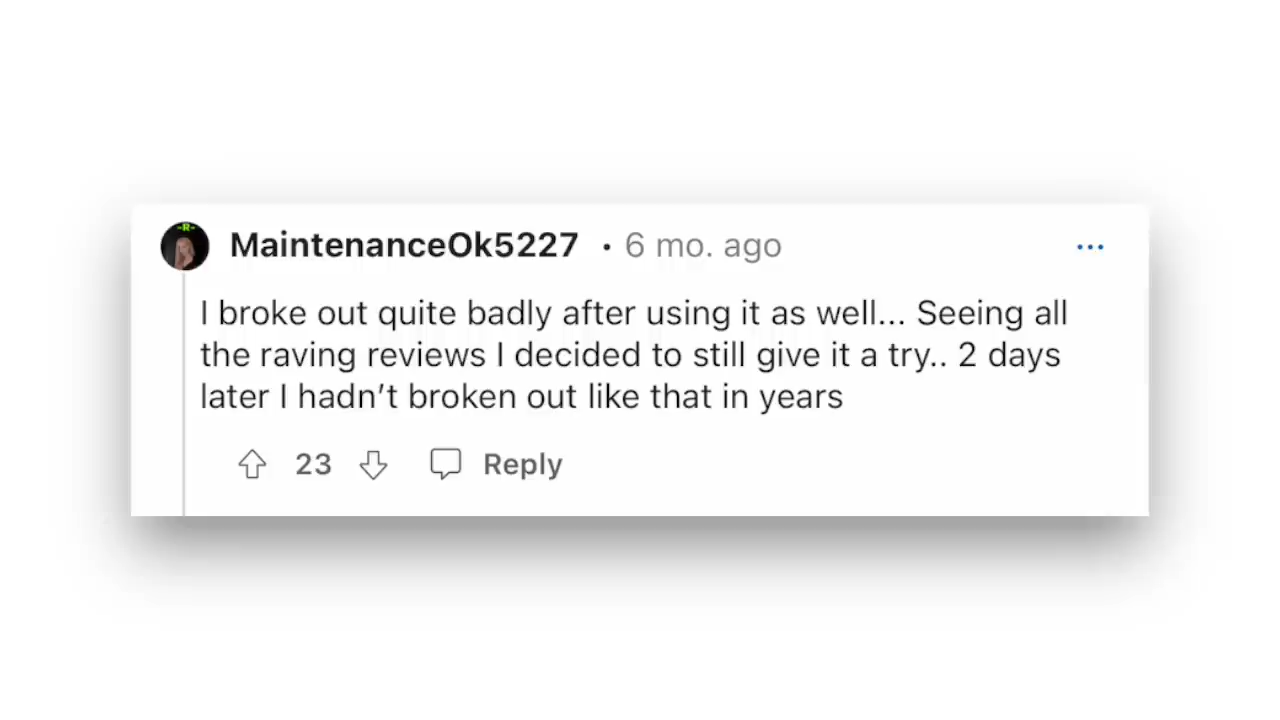 -R-
MaintenanceOk5227 · 6 mo. ago
I broke out quite badly after using it as well... Seeing all
the raving reviews I decided to still give it a try.. 2 days
later I hadn’t broken out like that in years
23 Reply